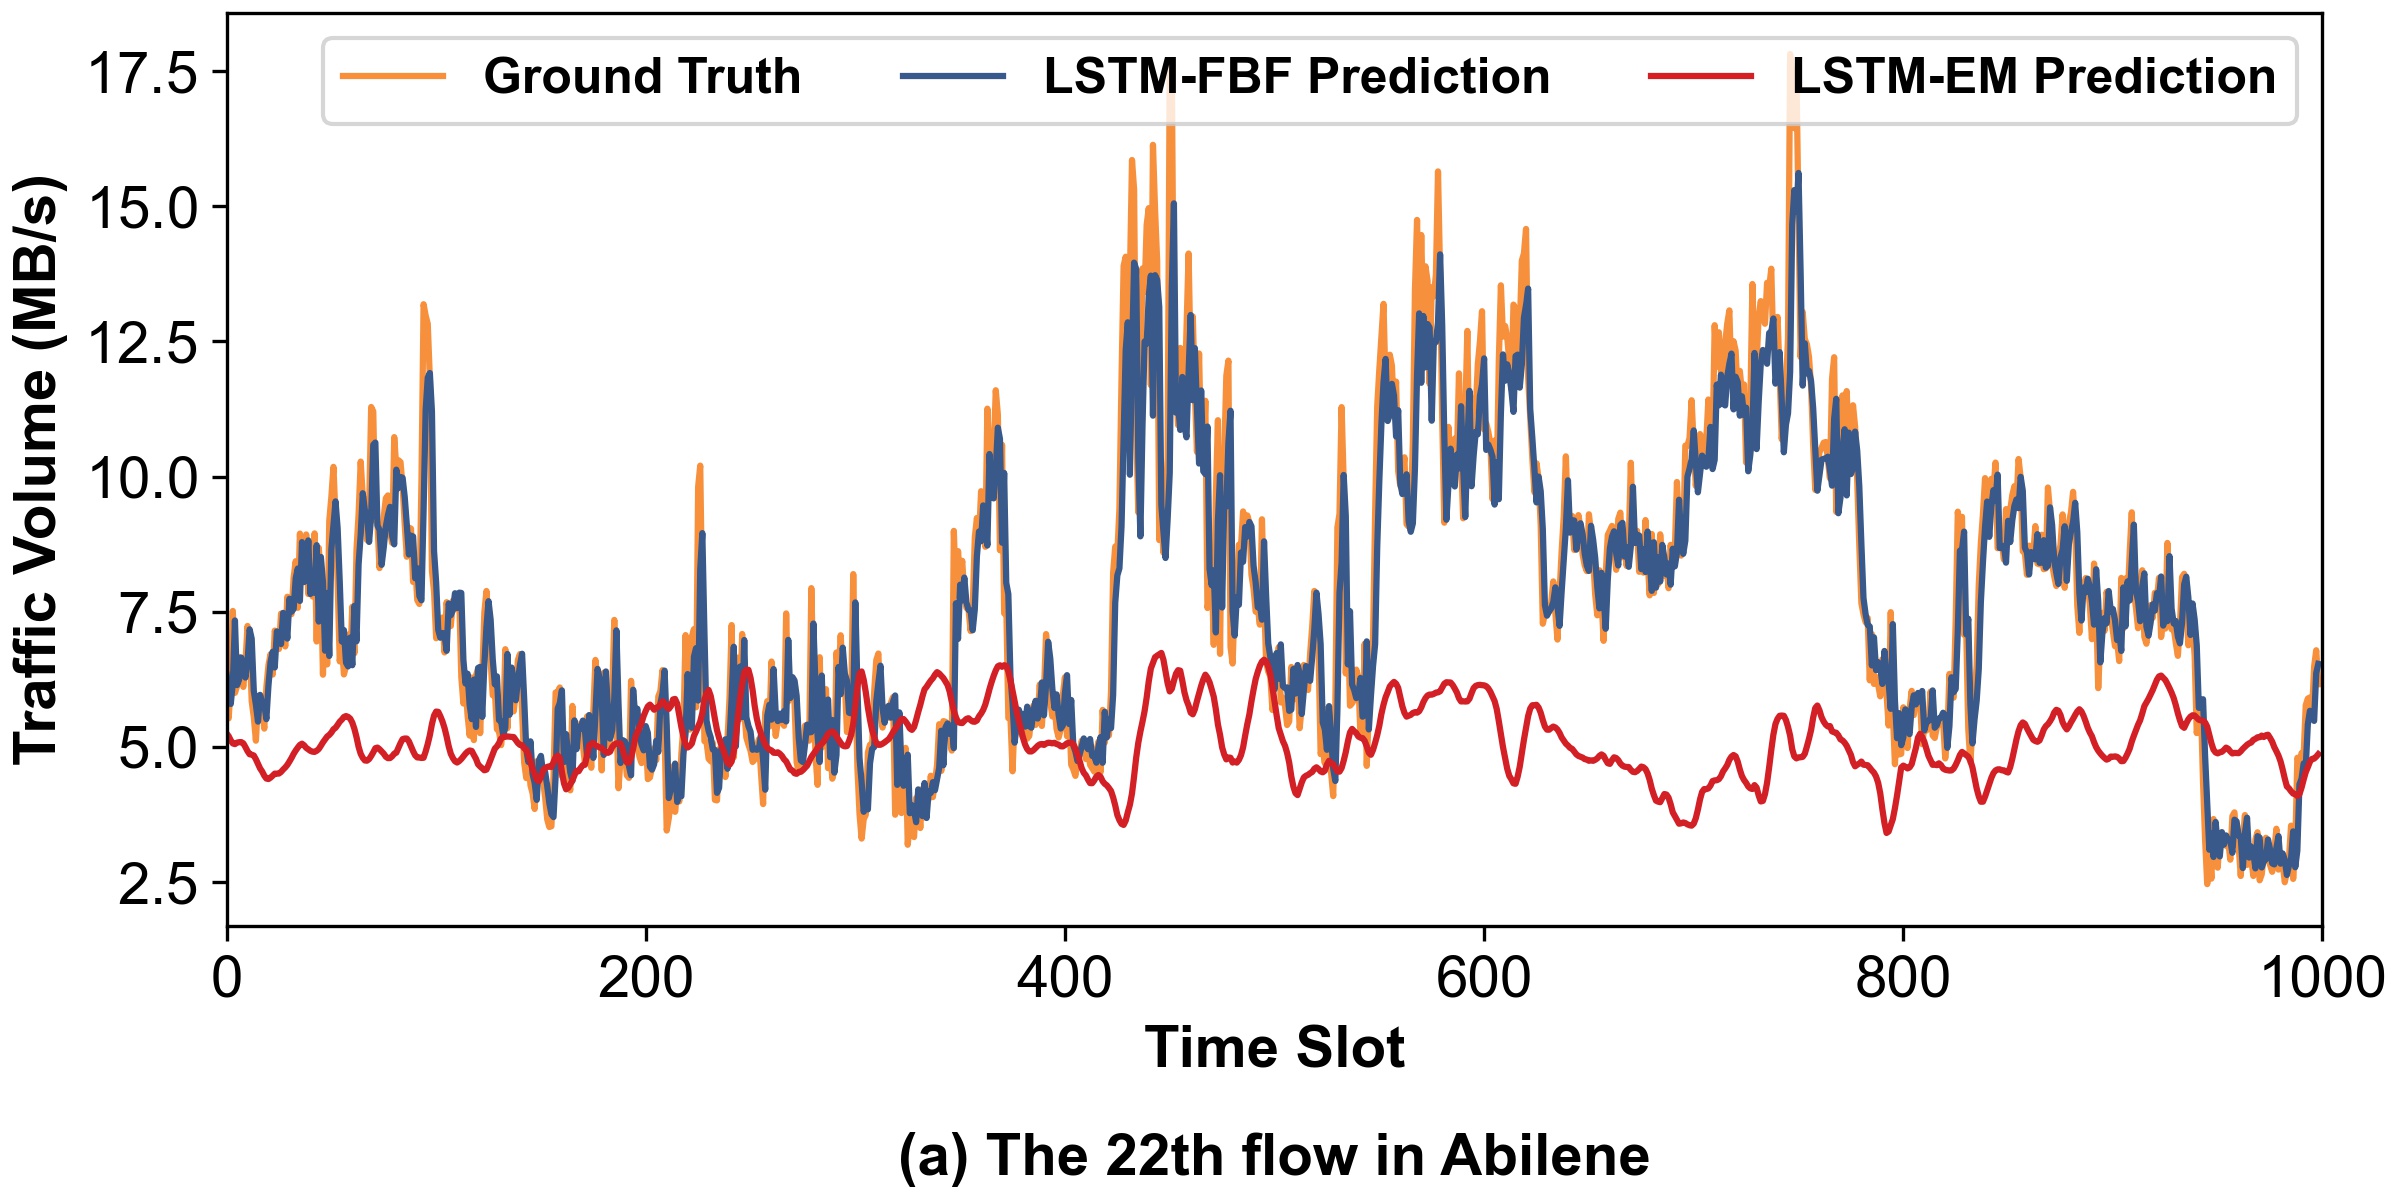 Ground Truth LSTM-FBF Prediction LSTM-EM Prediction
Traffic Volume (MB/s)
17.5
15.0
12.5
10.0
7.5
5.0
2.5
0 200 400 600 800 1000
Time Slot
(a) The 22th flow in Abilene